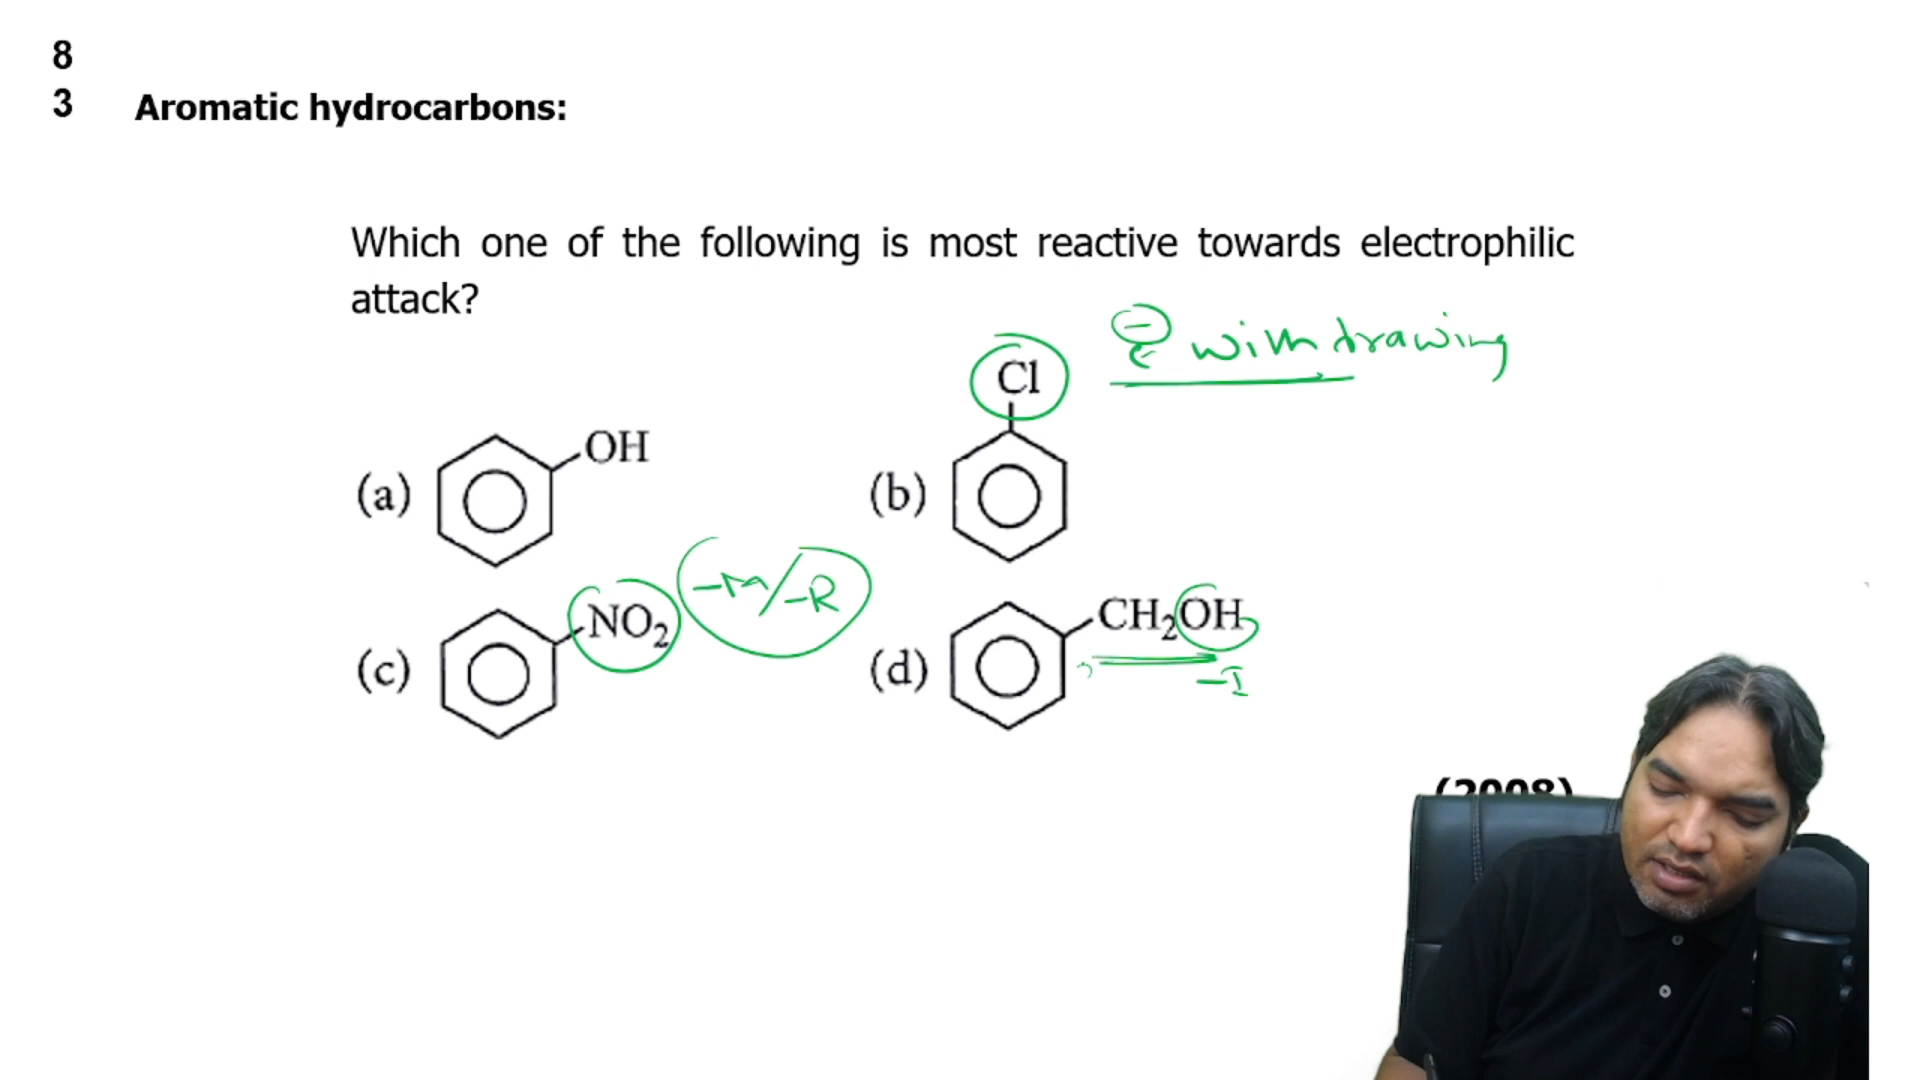 8
3
Aromatic hydrocarbons:
Which one of the following is most reactive towards electrophilic
attack?
withdrawing
Cl
OH
(a)
(b)
-M/-R
NO₂
CH₂OH
(c)
(d)
-I
(2008)